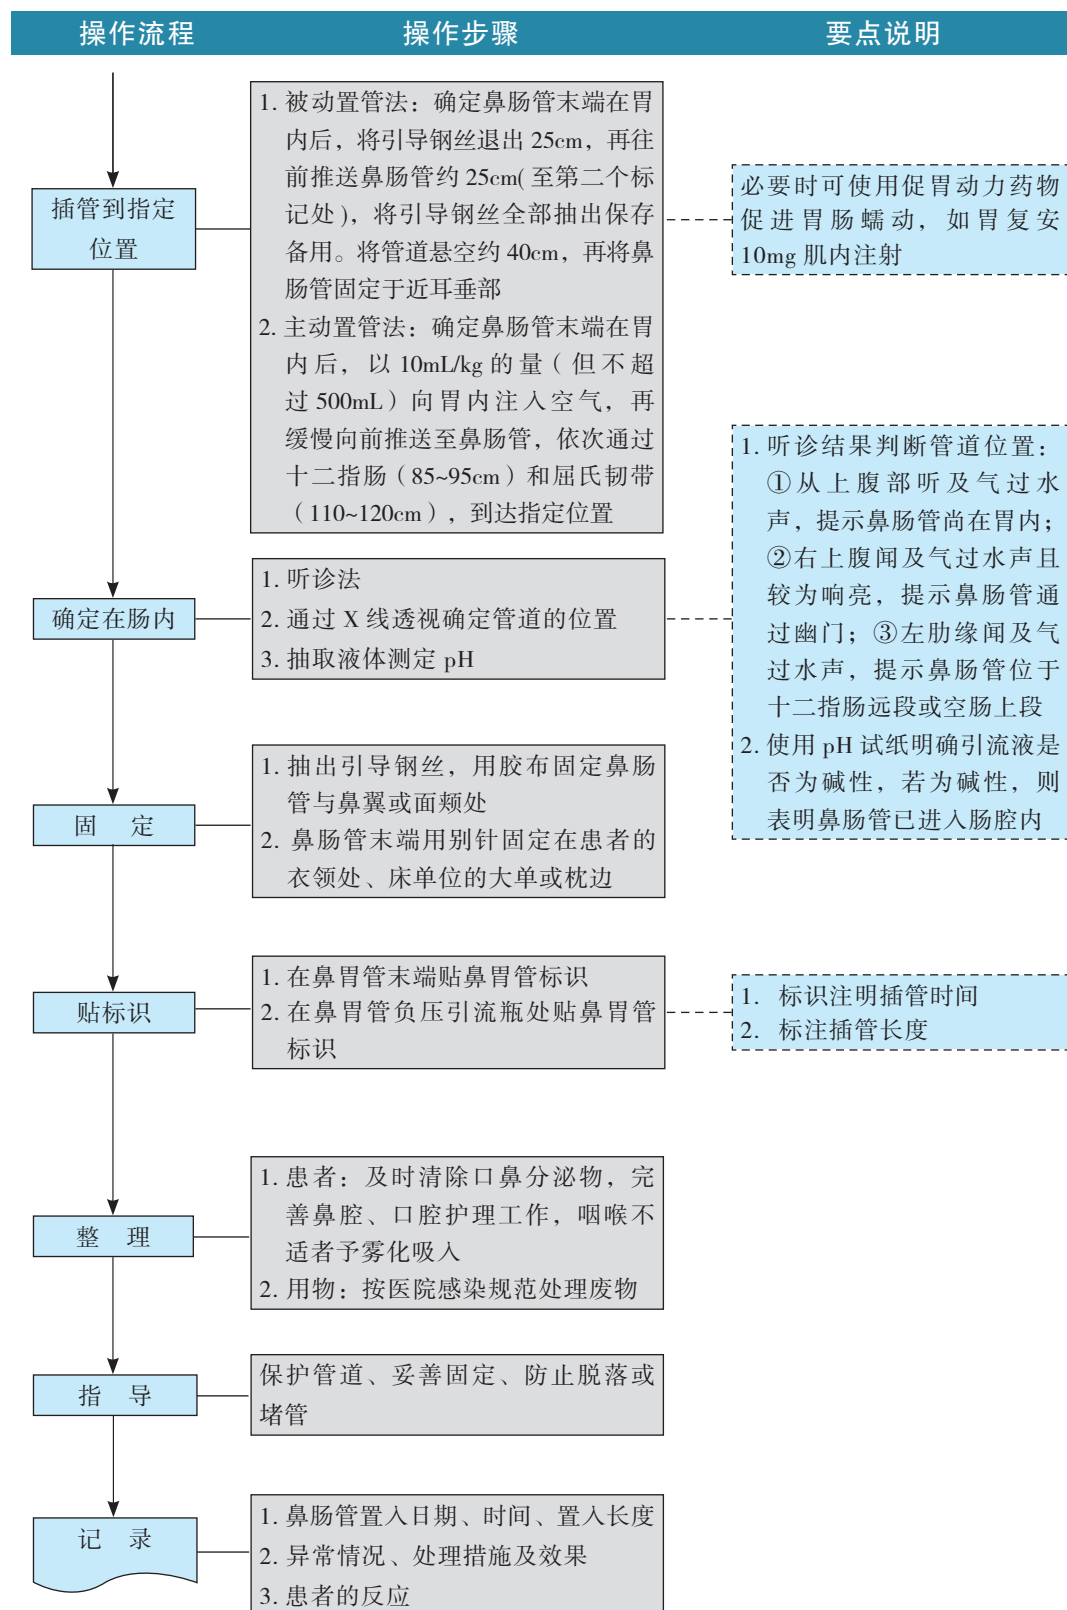 操作流程 操作步骤 要点说明
插管到指定
位置
1. 被动置管法：确定鼻肠管末端在胃
内后，将引导钢丝退出 25cm，再往
前推送鼻肠管约 25cm( 至第二个标
记处 )，将引导钢丝全部抽出保存
备用。将管道悬空约 40cm，再将鼻
肠管固定于近耳垂部
2. 主动置管法：确定鼻肠管末端在胃
内后，以 10mL/kg 的量（但不超
过 500mL）向胃内注入空气，再
缓慢向前推送至鼻肠管，依次通过
十二指肠（85~95cm）和屈氏韧带
（110~120cm），到达指定位置
必要时可使用促胃动力药物
促进胃肠蠕动，如胃复安
10mg 肌内注射
确定在肠内
1. 听诊法
2. 通过 X 线透视确定管道的位置
3. 抽取液体测定 pH
1. 听诊结果判断管道位置：
①从上腹部听及气过水
声，提示鼻肠管尚在胃内；
②右上腹闻及气过水声且
较为响亮，提示鼻肠管通
过幽门；③左肋缘闻及气
过水声，提示鼻肠管位于
十二指肠远段或空肠上段
2. 使用 pH 试纸明确引流液是
否为碱性，若为碱性，则
表明鼻肠管已进入肠腔内
固 定
1. 抽出引导钢丝，用胶布固定鼻肠
管与鼻翼或面颊处
2. 鼻肠管末端用别针固定在患者的
衣领处、床单位的大单或枕边
贴标识
1. 在鼻胃管末端贴鼻胃管标识
2. 在鼻胃管负压引流瓶处贴鼻胃管
标识
1. 标识注明插管时间
2. 标注插管长度
整 理
1. 患者：及时清除口鼻分泌物，完
善鼻腔、口腔护理工作，咽喉不
适者予雾化吸入
2. 用物：按医院感染规范处理废物
指 导
保护管道、妥善固定、防止脱落或
堵管
记 录
1. 鼻肠管置入日期、时间、置入长度
2. 异常情况、处理措施及效果
3. 患者的反应